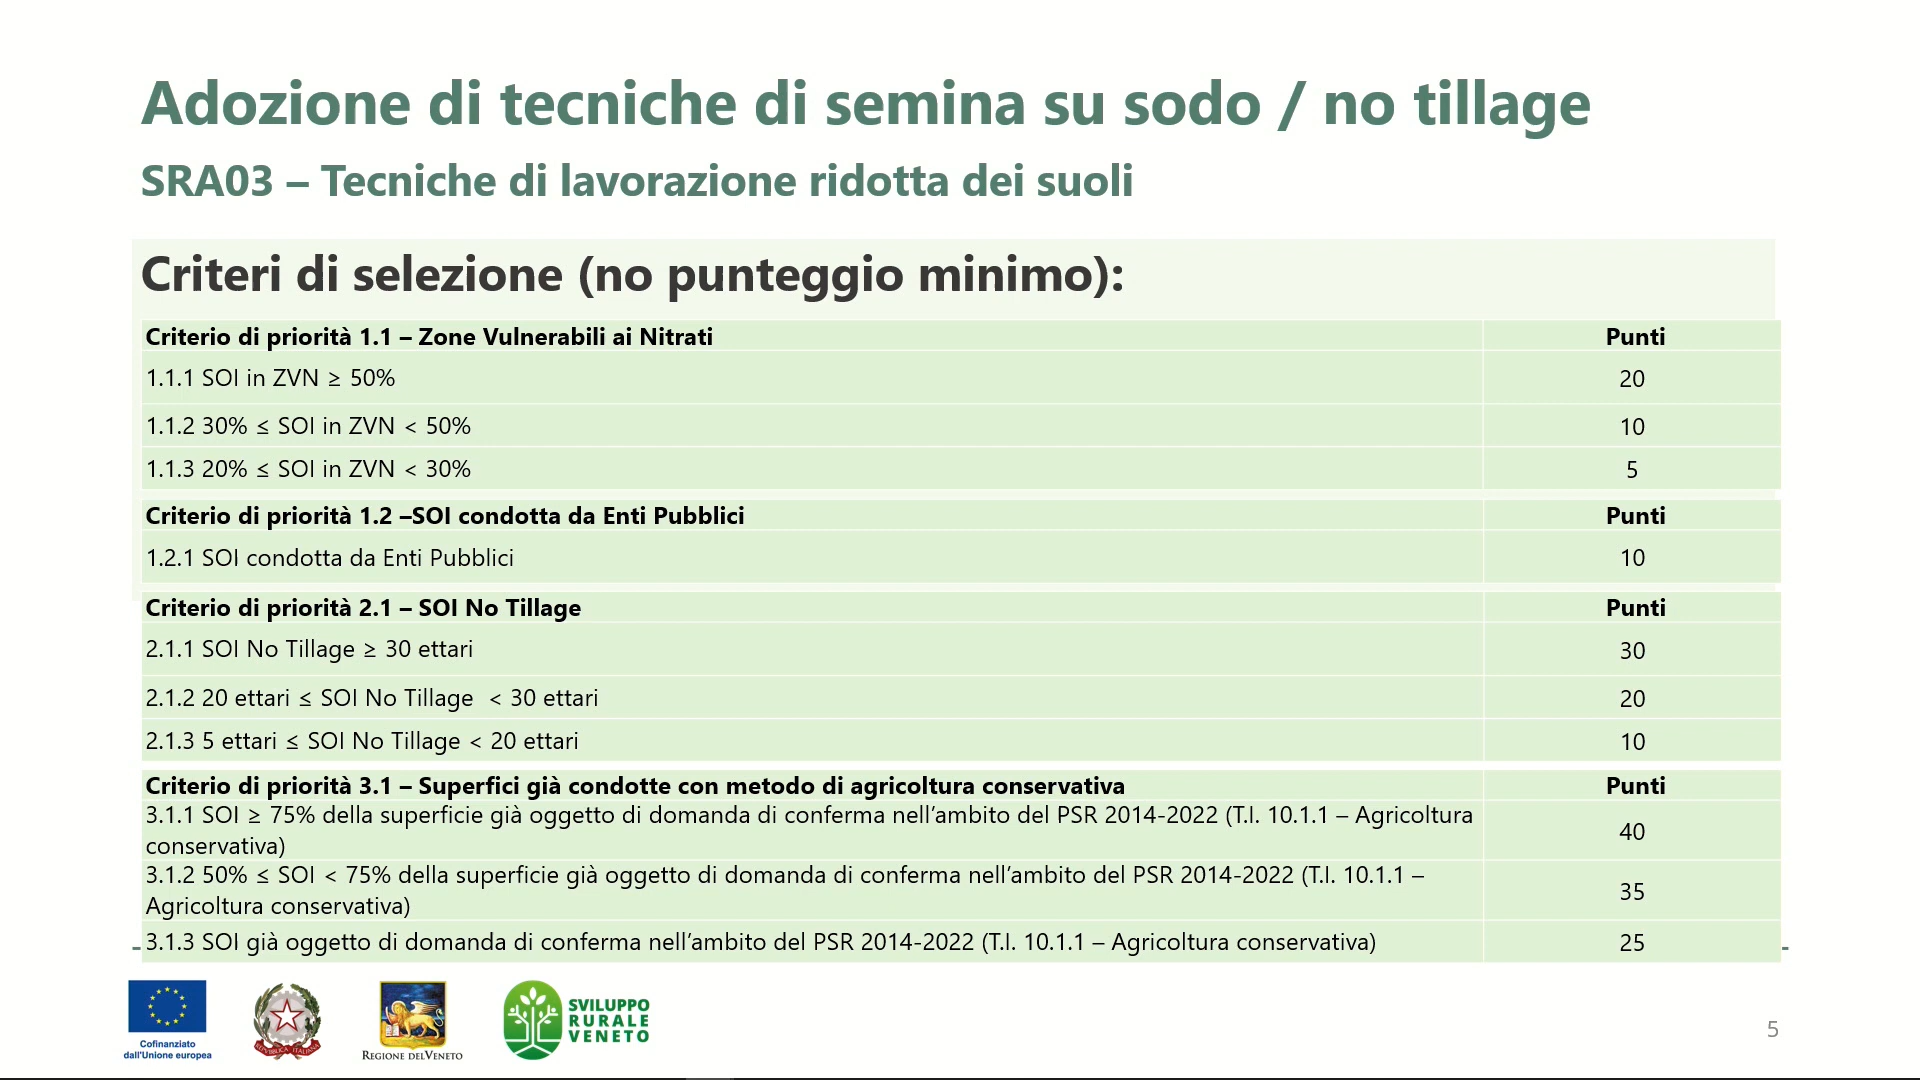 Adozione di tecniche di semina su sodo / no tillage
SRA03 – Tecniche di lavorazione ridotta dei suoli
Criteri di selezione (no punteggio minimo):
Criterio di priorità 1.1 – Zone Vulnerabili ai Nitrati Punti
1.1.1 SOI in ZVN ≥ 50% 20
1.1.2 30% ≤ SOI in ZVN < 50% 10
1.1.3 20% ≤ SOI in ZVN < 30% 5
Criterio di priorità 1.2 –SOI condotta da Enti Pubblici Punti
1.2.1 SOI condotta da Enti Pubblici 10
Criterio di priorità 2.1 – SOI No Tillage Punti
2.1.1 SOI No Tillage ≥ 30 ettari 30
2.1.2 20 ettari ≤ SOI No Tillage < 30 ettari 20
2.1.3 5 ettari ≤ SOI No Tillage < 20 ettari 10
Criterio di priorità 3.1 – Superfici già condotte con metodo di agricoltura conservativa Punti
3.1.1 SOI ≥ 75% della superficie già oggetto di domanda di conferma nell’ambito del PSR 2014-2022 (T.I. 10.1.1 – Agricoltura
conservativa) 40
3.1.2 50% ≤ SOI < 75% della superficie già oggetto di domanda di conferma nell’ambito del PSR 2014-2022 (T.I. 10.1.1 –
Agricoltura conservativa) 35
3.1.3 SOI già oggetto di domanda di conferma nell’ambito del PSR 2014-2022 (T.I. 10.1.1 – Agricoltura conservativa) 25
Cofinanziato
dall'Unione europea
REPVBBLICA ITALIANA
REGIONE DEL VENETO
SVILUPPO
RURALE
VENETO
5